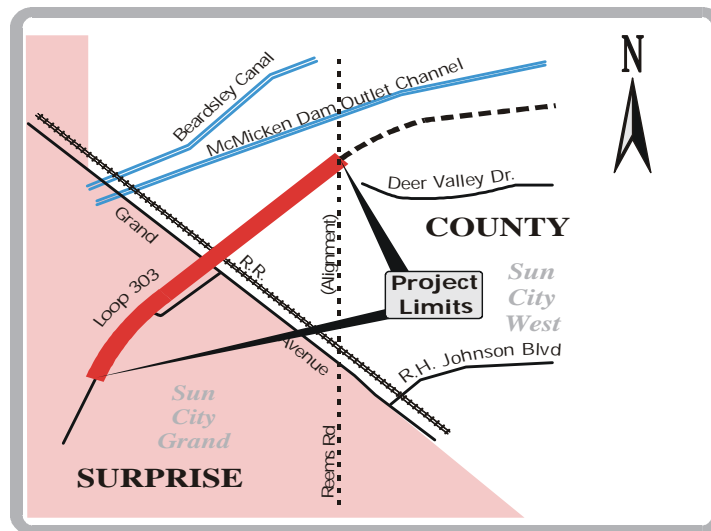 N
Beardsley Canal
McMicken Dam Outlet Channel
Deer Valley Dr.
Grand
COUNTY
(Alignment)
R.R.
Loop 303
Project
Limits
Sun
City
West
Avenue
R.H. Johnson Blvd
Sun
City
Grand
Reems Rd
SURPRISE